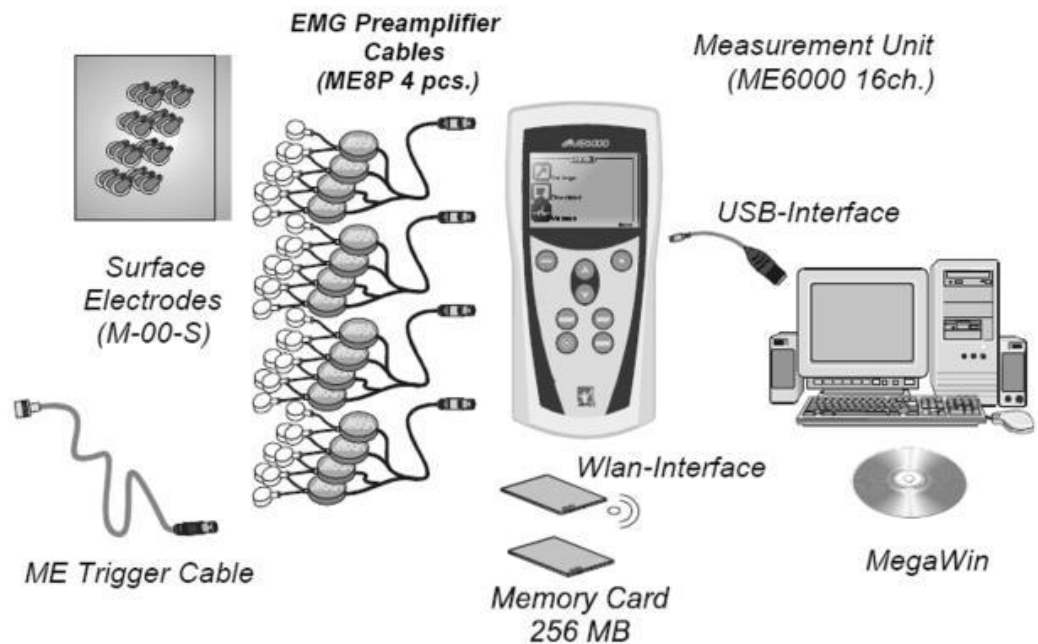 EMG Preamplifier
Cables
(ME8P 4 pcs.)
Measurement Unit
(ME6000 16ch.)
ME6000
USB-Interface
Surface
Electrodes
(M-00-S)
Wlan-Interface
ME Trigger Cable
Memory Card
256 MB
MegaWin